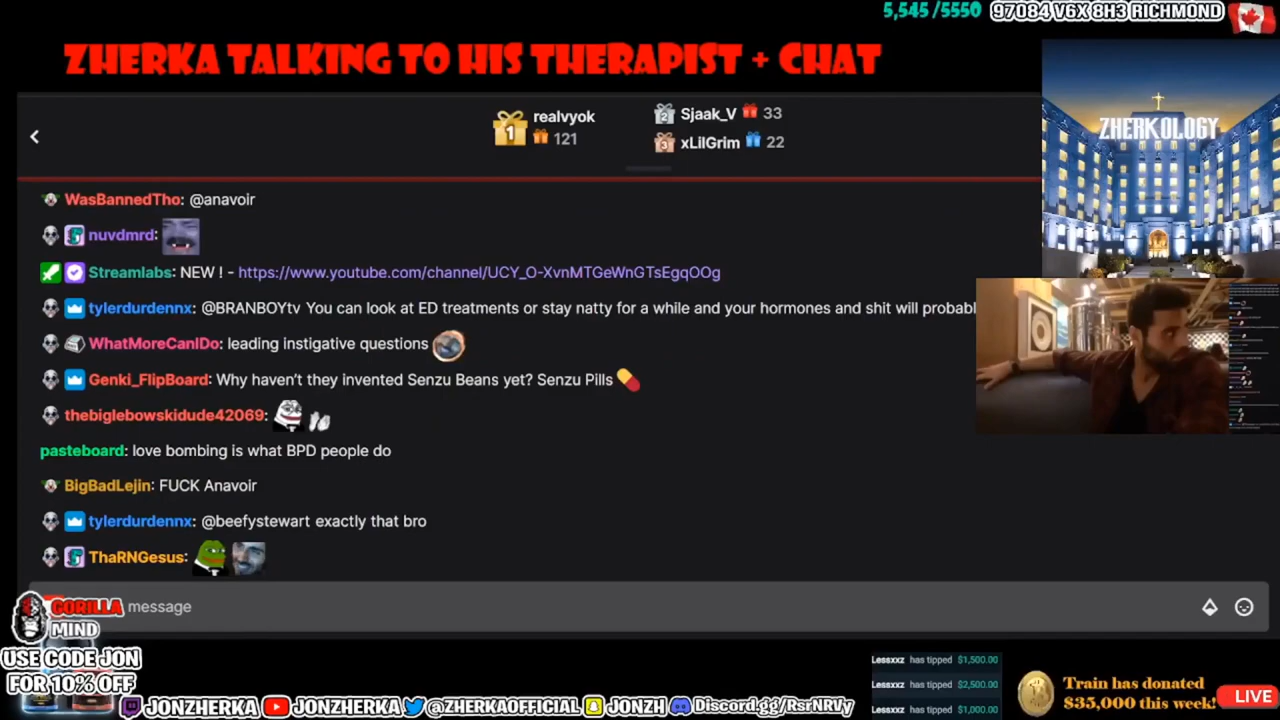 5,545 /5550
97084 V6X 8H3 RICHMOND
ZHERKA TALKING TO HIS THERAPIST + CHAT
1
realvyok
121
2
Sjaak_V 33
3
xLilGrim 22
ZHERKOLO6Y
WasBannedTho: @anavoir
nuvdmrd:
Streamlabs: NEW ! - https://www.youtube.com/channel/UCY_O-XvnMTGeWnGTsEgqOOg
tylerdurdennx: @BRANBOYtv You can look at ED treatments or stay natty for a while and your hormones and shit will probabl
WhatMoreCanIDo: leading instigative questions
Genki_FlipBoard: Why haven't they invented Senzu Beans yet? Senzu Pills
thebiglebowskidude42069:
pasteboard: love bombing is what BPD people do
BigBadLejin: FUCK Anavoir
tylerdurdennx: @beefystewart exactly that bro
ThaRNGesus:
message
GORILLA
MIND
USE CODE JON
FOR 10% OFF
JONZHERKA JONZHERKA @ZHERKAOFFICIAL JONZH Discord.gg/RsrNRVy
Lessxxz has tipped $1,500.00
Lessxxz has tipped $2,500.00
Lessxxz has tipped $1,000.00
Train has donated
$35,000 this week!
LIVE